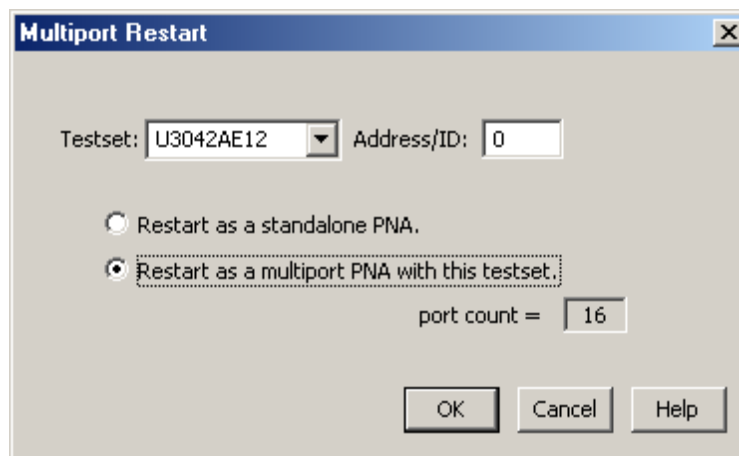 Multiport Restart
Testset: U3042AE12 Address/ID: 0
Restart as a standalone PNA.
Restart as a multiport PNA with this testset.
port count = 16
OK Cancel Help